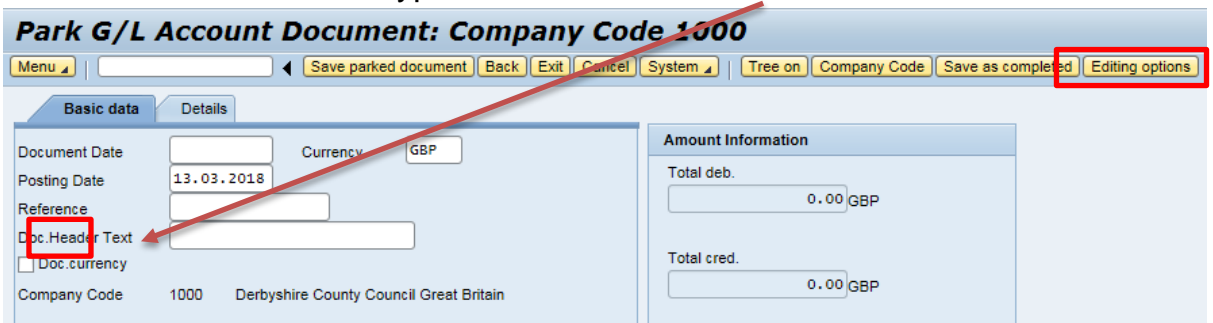 Park G/L Account Document: Company Code 1000
Menu Save parked document Back Exit Cancel System Tree on Company Code Save as completed Editing options
Basic data Details
Document Date Currency GBP
Posting Date 13.03.2018
Reference
Doc.Header Text
Doc.currency
Company Code 1000 Derbyshire County Council Great Britain
Amount Information
Total deb.
0.00 GBP
Total cred.
0.00 GBP